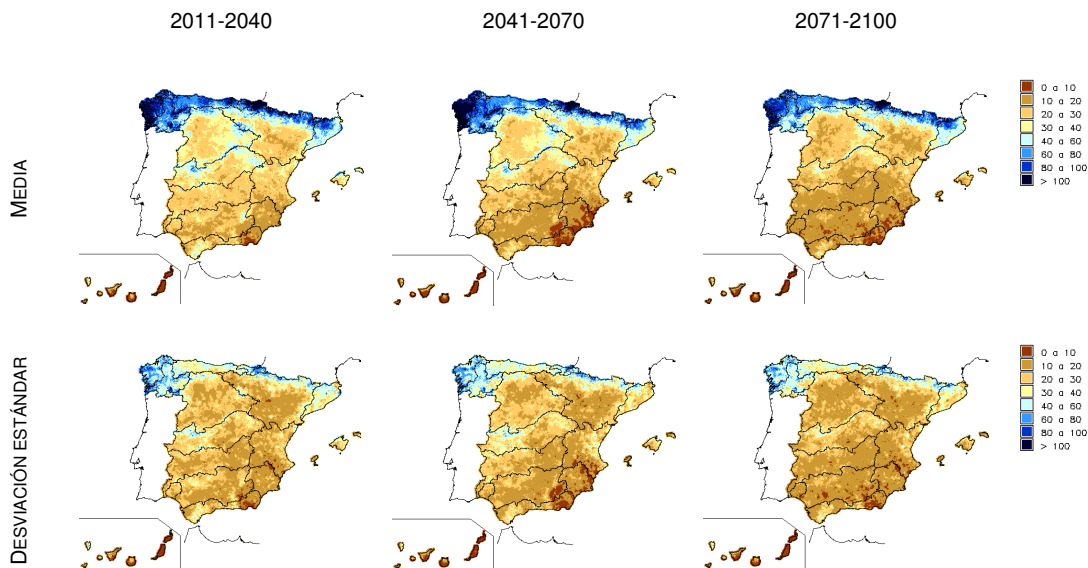 2011-2040 2041-2070 2071-2100
MEDIA
0 a 10
10 a 20
20 a 30
30 a 40
40 a 60
60 a 80
80 a 100
> 100
DESVIACIÓN ESTÁNDAR
0 a 10
10 a 20
20 a 30
30 a 40
40 a 60
60 a 80
80 a 100
> 100